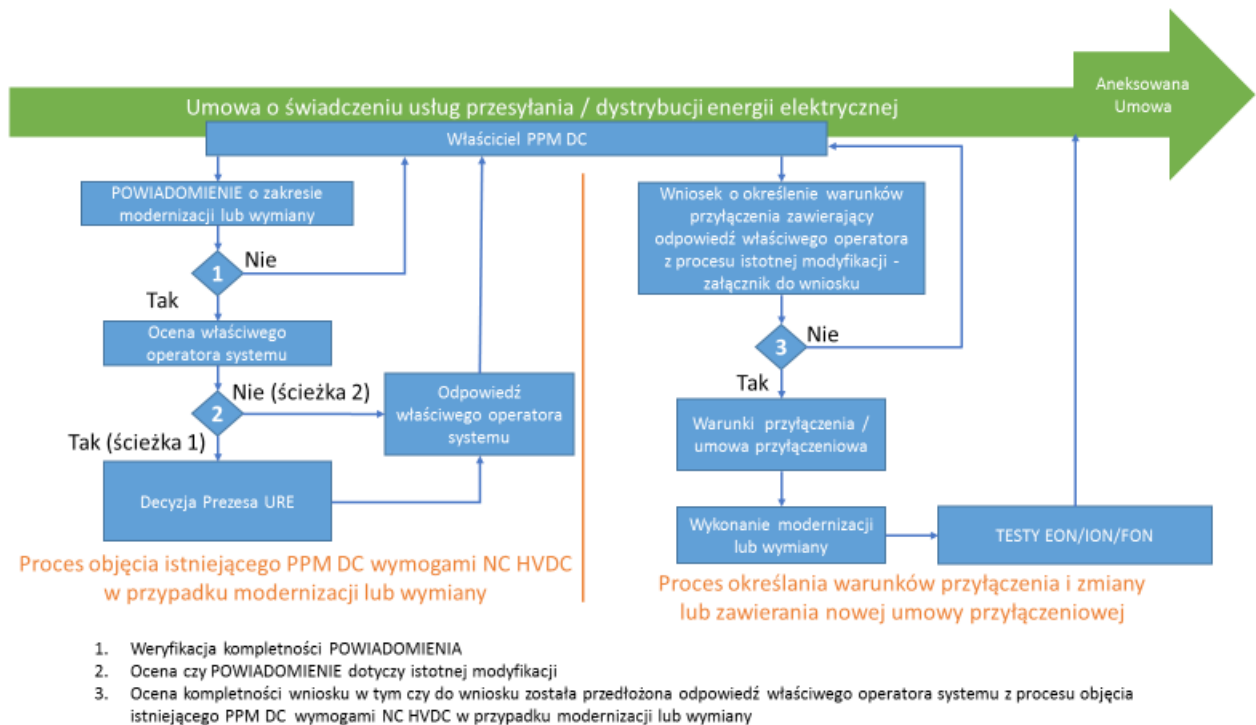 Aneksowana
Umowa
Umowa o świadczeniu usług przesyłania / dystrybucji energii elektrycznej
Właściciel PPM DC
POWIADOMIENIE o zakresie
modernizacji lub wymiany
1
Nie
Tak
Ocena właściwego
operatora systemu
2
Nie (ścieżka 2)
Tak (ścieżka 1)
Odpowiedź
właściwego operatora
systemu
Decyzja Prezesa URE
Proces objęcia istniejącego PPM DC wymogami NC HVDC
w przypadku modernizacji lub wymiany
Wniosek o określenie warunków
przyłączenia zawierający
odpowiedź właściwego operatora
z procesu istotnej modyfikacji -
załącznik do wniosku
3
Nie
Tak
Warunki przyłączenia /
umowa przyłączeniowa
Wykonanie modernizacji
lub wymiany
TESTY EON/ION/FON
Proces określania warunków przyłączenia i zmiany
lub zawierania nowej umowy przyłączeniowej
1. Weryfikacja kompletności POWIADOMIENIA
2. Ocena czy POWIADOMIENIE dotyczy istotnej modyfikacji
3. Ocena kompletności wniosku w tym czy do wniosku została przedłożona odpowiedź właściwego operatora systemu z procesu objęcia
istniejącego PPM DC wymogami NC HVDC w przypadku modernizacji lub wymiany